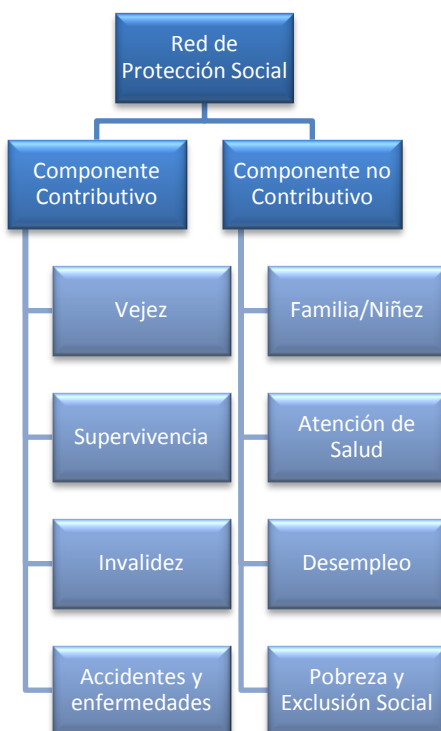 Red de
Protección Social
Componente
Contributivo
Componente no
Contributivo
Vejez
Familia/Niñez
Supervivencia
Atención de
Salud
Invalidez
Desempleo
Accidentes y
enfermedades
Pobreza y
Exclusión Social